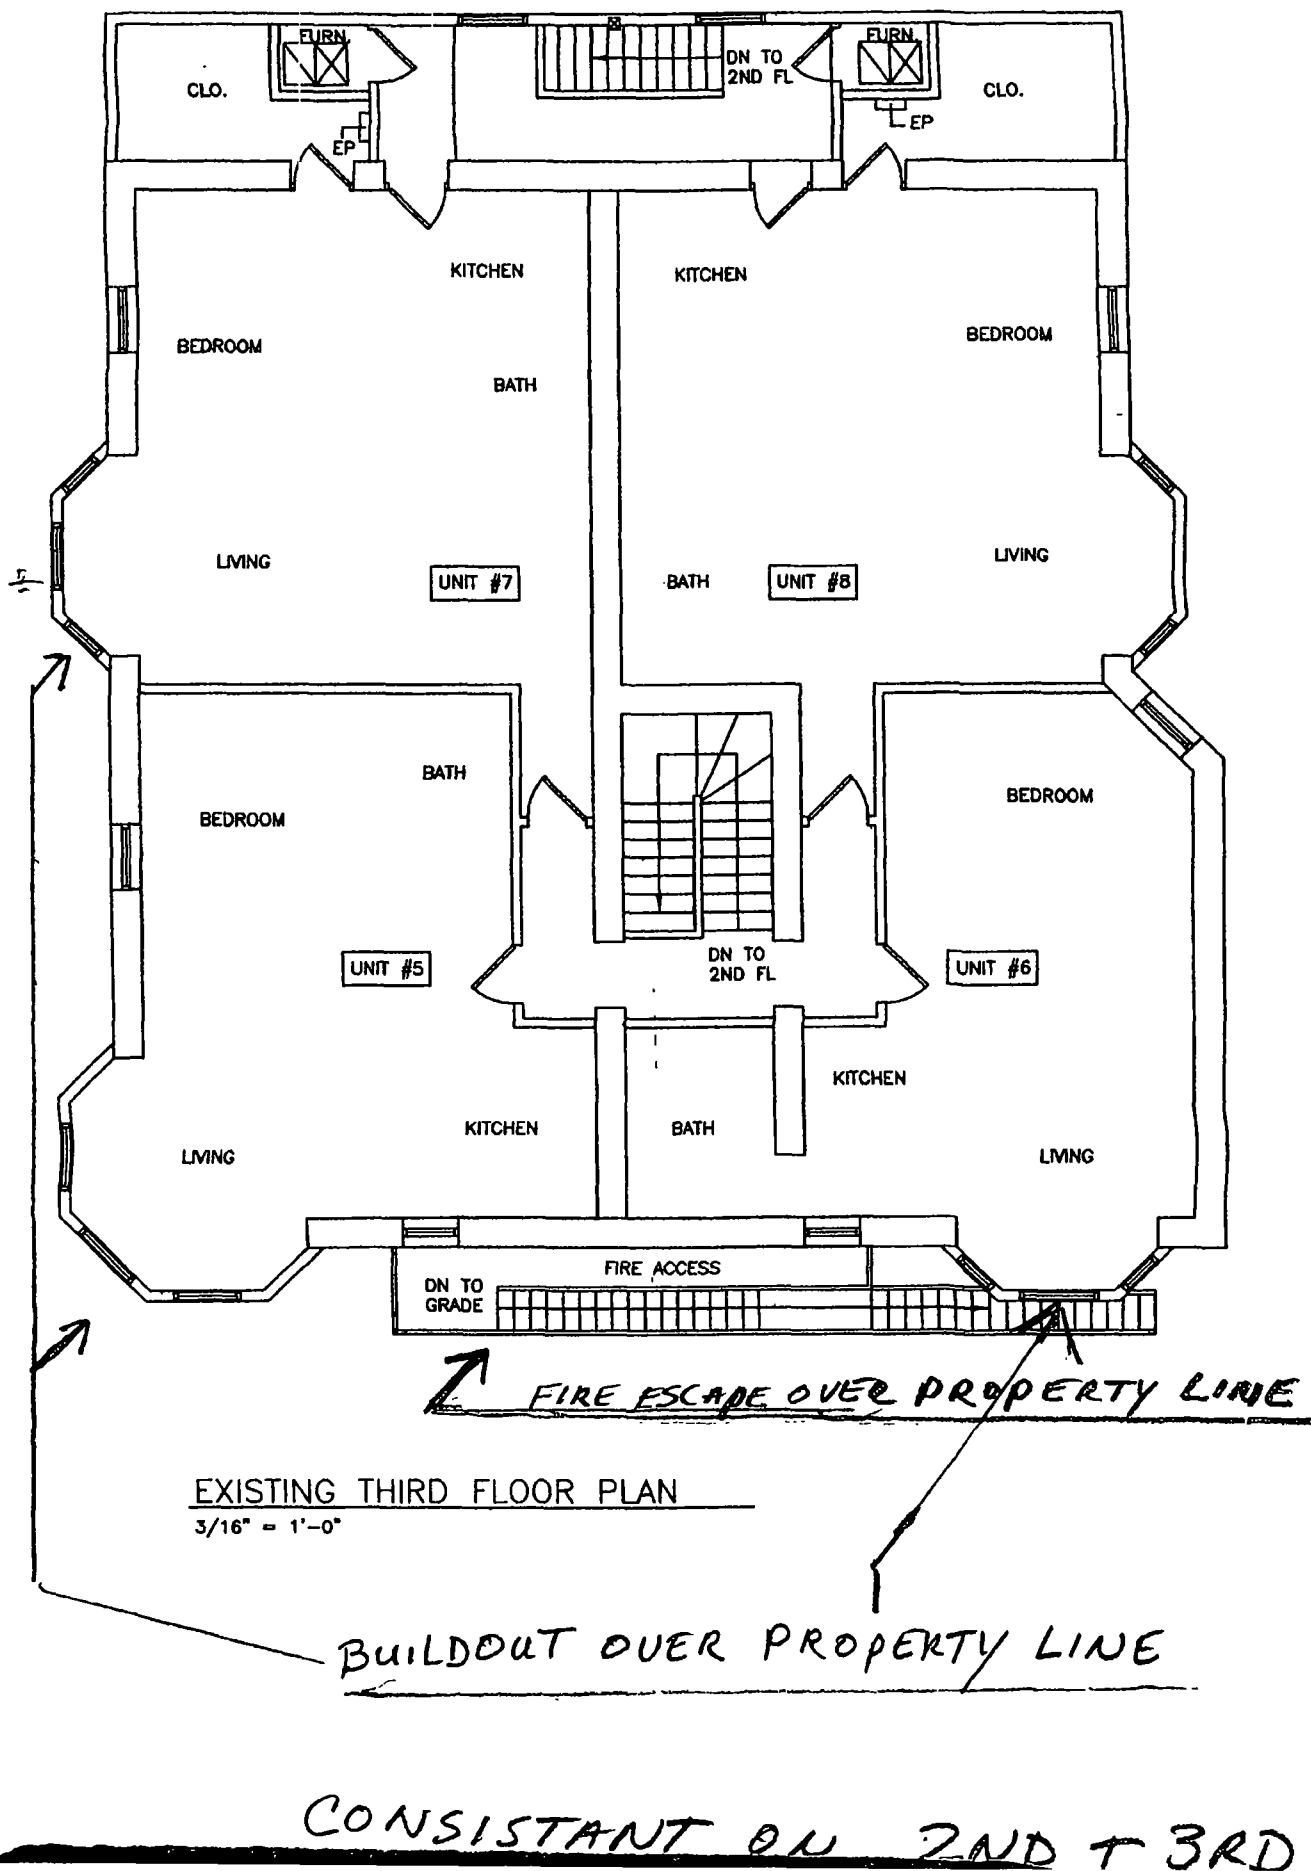 FURN.
FURN.
DN TO
2ND FL
CLO.
CLO.
EP
EP
KITCHEN
KITCHEN
BEDROOM
BEDROOM
BATH
LIVING
LIVING
UNIT #7
BATH
UNIT #8
BATH
BEDROOM
BEDROOM
UNIT #5
DN TO
2ND FL
UNIT #6
KITCHEN
KITCHEN
BATH
LIVING
LIVING
FIRE ACCESS
DN TO
GRADE
FIRE ESCAPE OVER PROPERTY LINE
EXISTING THIRD FLOOR PLAN
3/16" = 1'-0"
BUILDOUT OVER PROPERTY LINE
CONSISTANT ON 2ND + 3RD